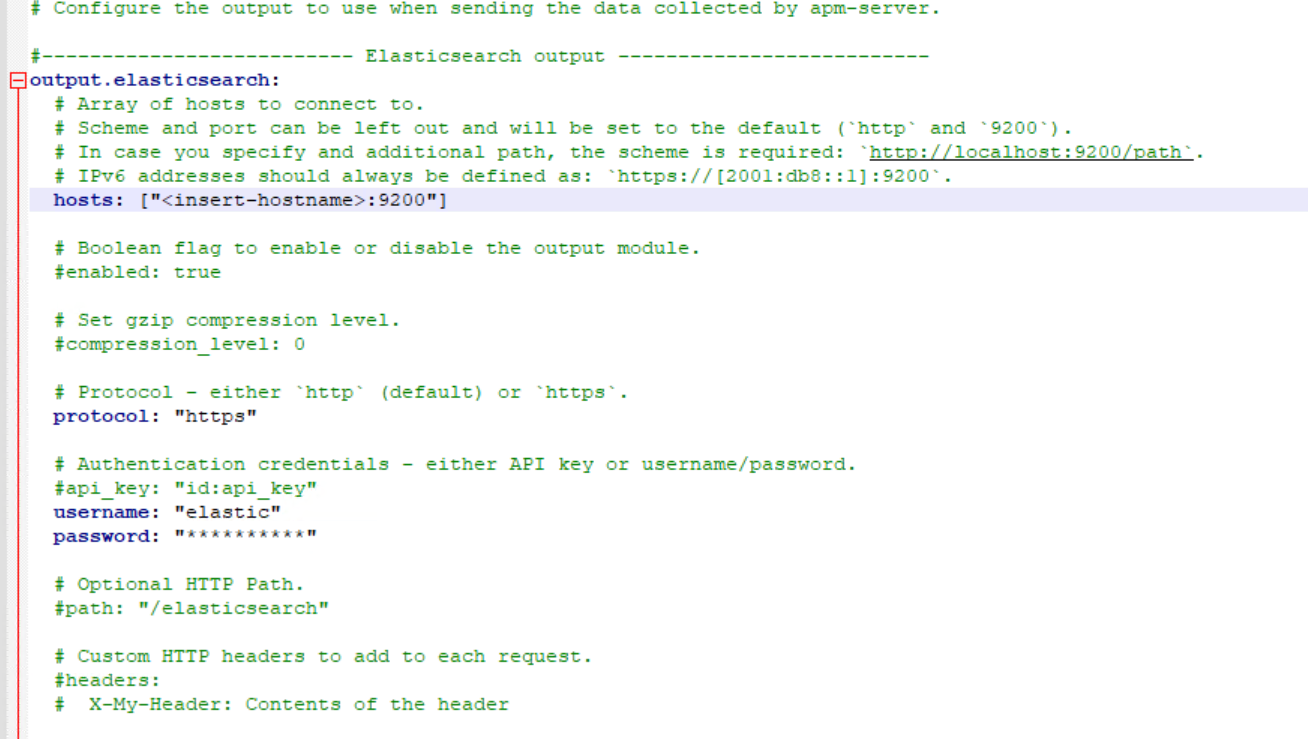 # Configure the output to use when sending the data collected by apm-server.
#-------------------------- Elasticsearch output --------------------------
output.elasticsearch:
# Array of hosts to connect to.
# Scheme and port can be left out and will be set to the default (`http` and `9200`).
# In case you specify and additional path, the scheme is required: `http://localhost:9200/path`.
# IPv6 addresses should always be defined as: `https://[2001:db8::1]:9200`.
hosts: ["<insert-hostname>:9200"]
# Boolean flag to enable or disable the output module.
#enabled: true
# Set gzip compression level.
#compression_level: 0
# Protocol - either `http` (default) or `https`.
protocol: "https"
# Authentication credentials - either API key or username/password.
#api_key: "id:api_key"
username: "elastic"
password: "**********"
# Optional HTTP Path.
#path: "/elasticsearch"
# Custom HTTP headers to add to each request.
#headers:
#  X-My-Header: Contents of the header